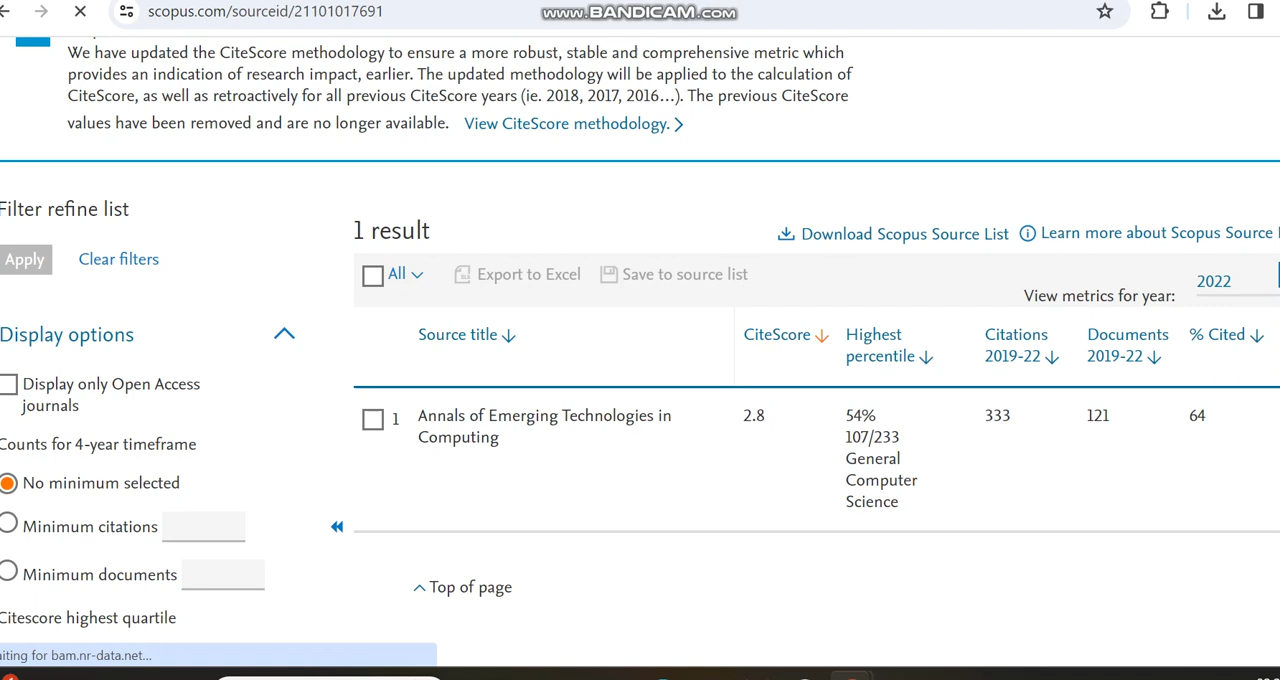 scopus.com/sourceid/21101017691
www.BANDICAM.com
We have updated the CiteScore methodology to ensure a more robust, stable and comprehensive metric which
provides an indication of research impact, earlier. The updated methodology will be applied to the calculation of
CiteScore, as well as retroactively for all previous CiteScore years (ie. 2018, 2017, 2016...). The previous CiteScore
values have been removed and are no longer available. View CiteScore methodology.
Filter refine list
Apply Clear filters
Display options
Display only Open Access
journals
Counts for 4-year timeframe
No minimum selected
Minimum citations
Minimum documents
Citescore highest quartile
1 result
Download Scopus Source List Learn more about Scopus Source
All Export to Excel Save to source list
View metrics for year: 2022
Source title CiteScore Highest percentile Citations 2019-22 Documents 2019-22 % Cited
1 Annals of Emerging Technologies in Computing 2.8 54% 107/233 General Computer Science 333 121 64
Top of page
aiting for bam.nr-data.net...